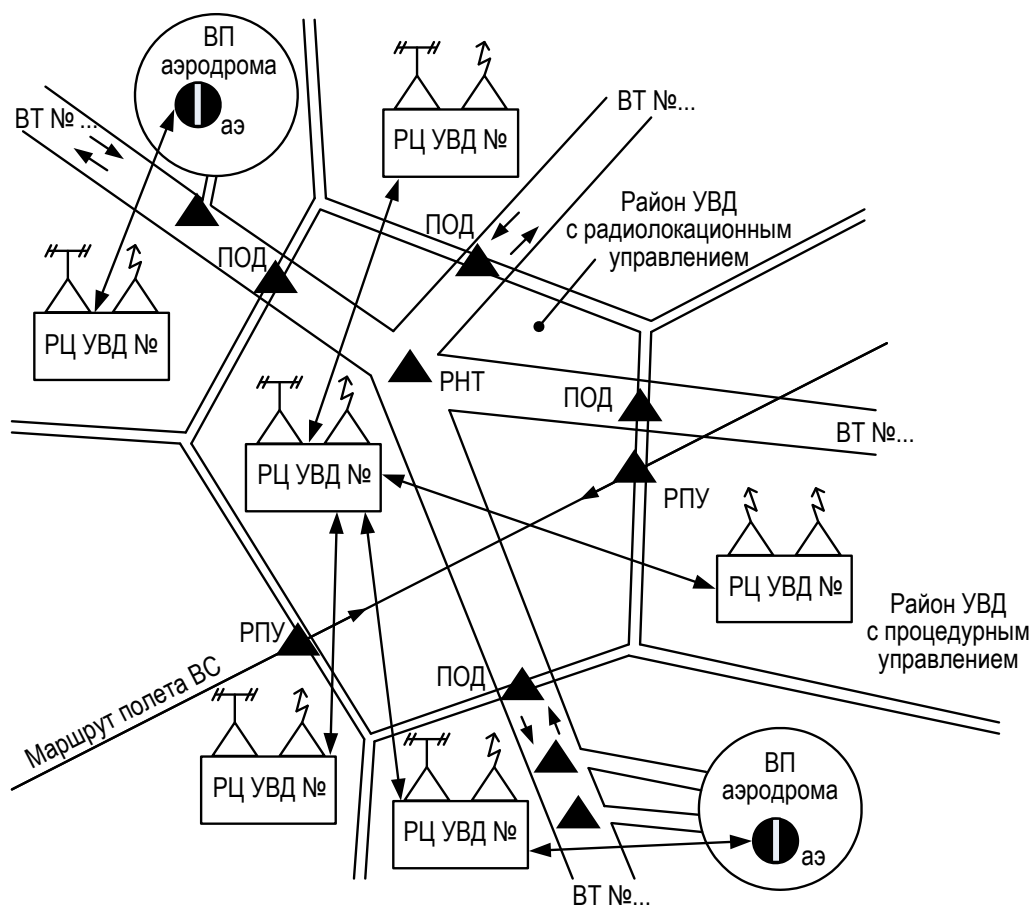 ВП
аэродрома
аэ
ВТ № ...
РЦ УВД №
ВТ №...
ПОД
Район УВД
с радиолокационным
управлением
ПОД
РЦ УВД №
РНТ
ПОД
ВТ №...
РЦ УВД №
РПУ
РЦ УВД №
Район УВД
с процедурным
управлением
РПУ
ПОД
Маршрут полета ВС
РЦ УВД №
РЦ УВД №
ВП
аэродрома
аэ
ВТ №...